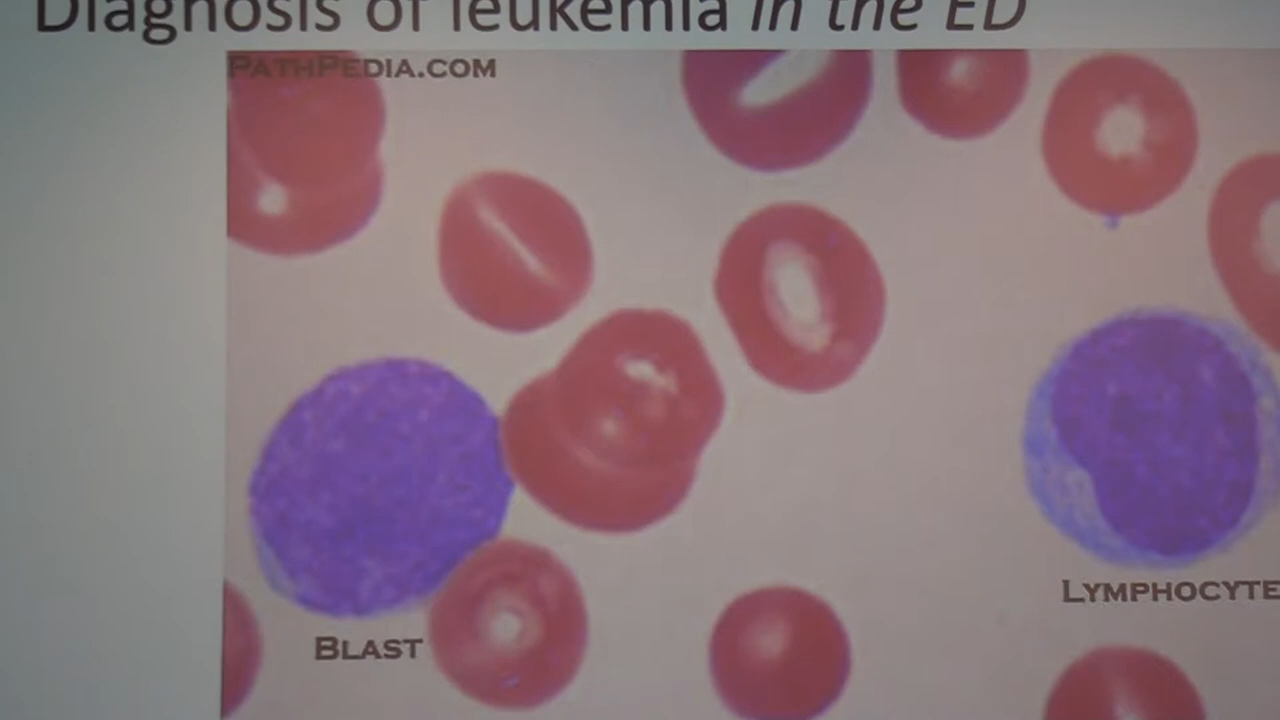 Diagnosis of leukemia in the ED
PATHPEDIA.COM
LYMPHOCYTE
BLAST